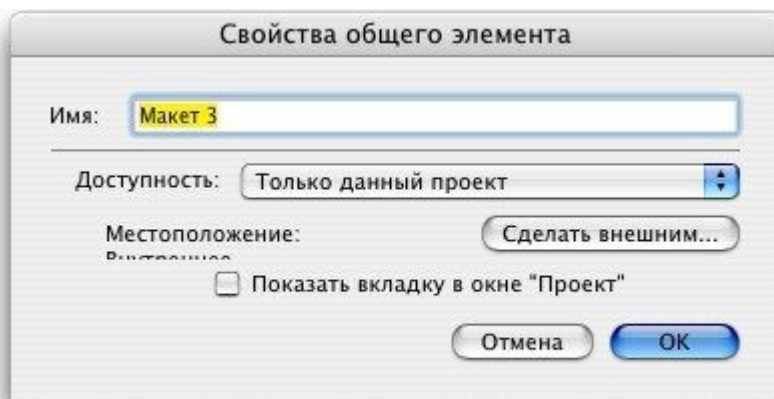 Свойства общего элемента
Имя: Макет 3
Доступность: Только данный проект
Местоположение: Сделать внешним...
Внутреннее
Показать вкладку в окне "Проект"
Отмена OK